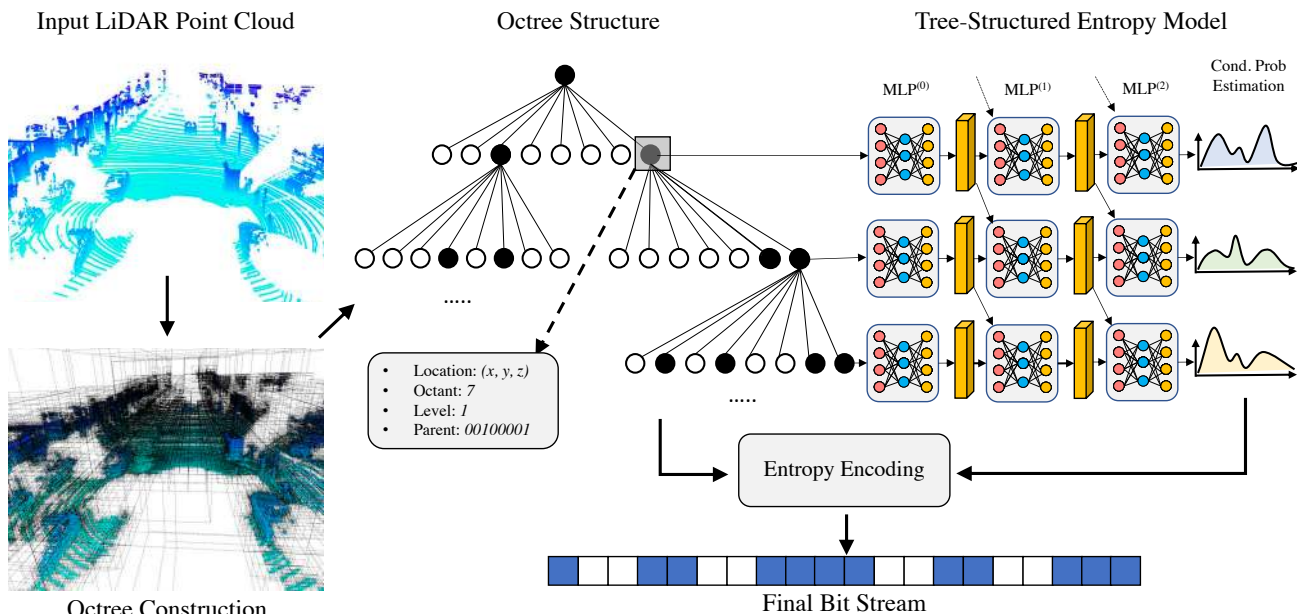 Input LiDAR Point Cloud
Octree Structure
Tree-Structured Entropy Model
Cond. Prob
Estimation
MLP(0)
MLP(1)
MLP(2)
.....
• Location: (x, y, z)
• Octant: 7
• Level: 1
• Parent: 00100001
.....
Entropy Encoding
Final Bit Stream
Octree Construction